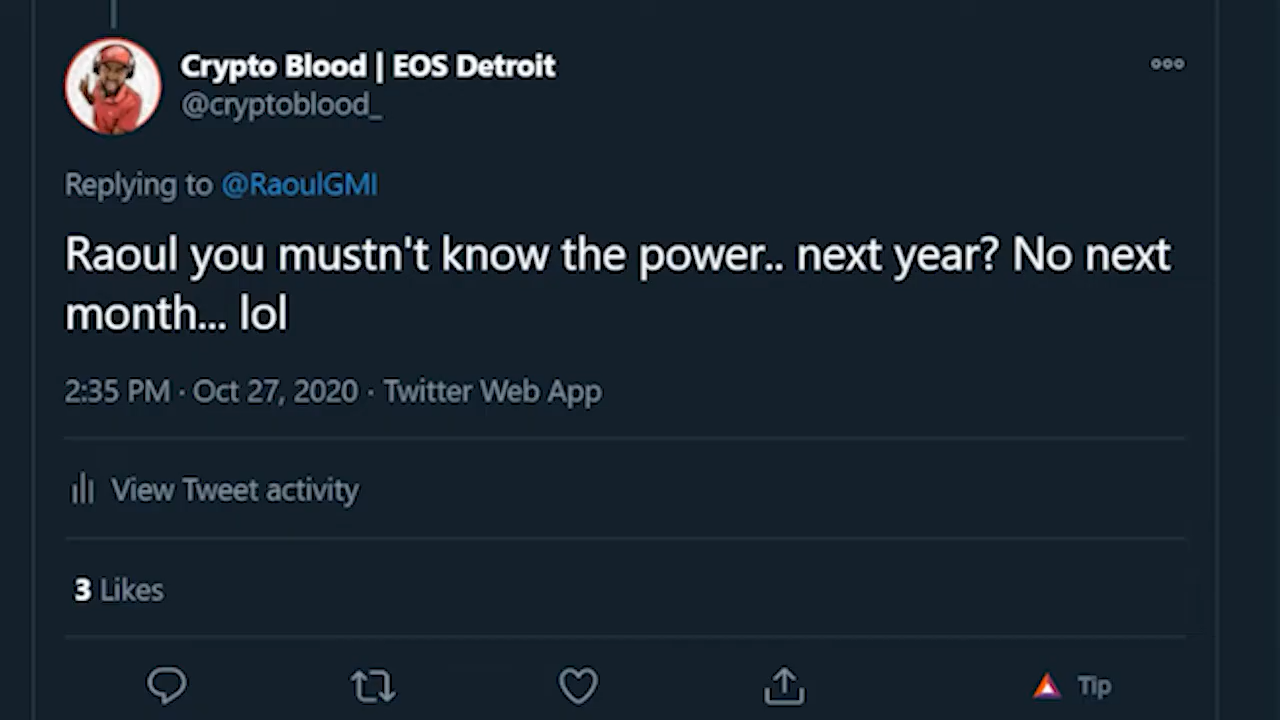 Crypto Blood | EOS Detroit
@cryptoblood_
Replying to @RaoulGMI
Raoul you mustn't know the power.. next year? No next
month... lol
2:35 PM · Oct 27, 2020 · Twitter Web App
View Tweet activity
3 Likes
Tip